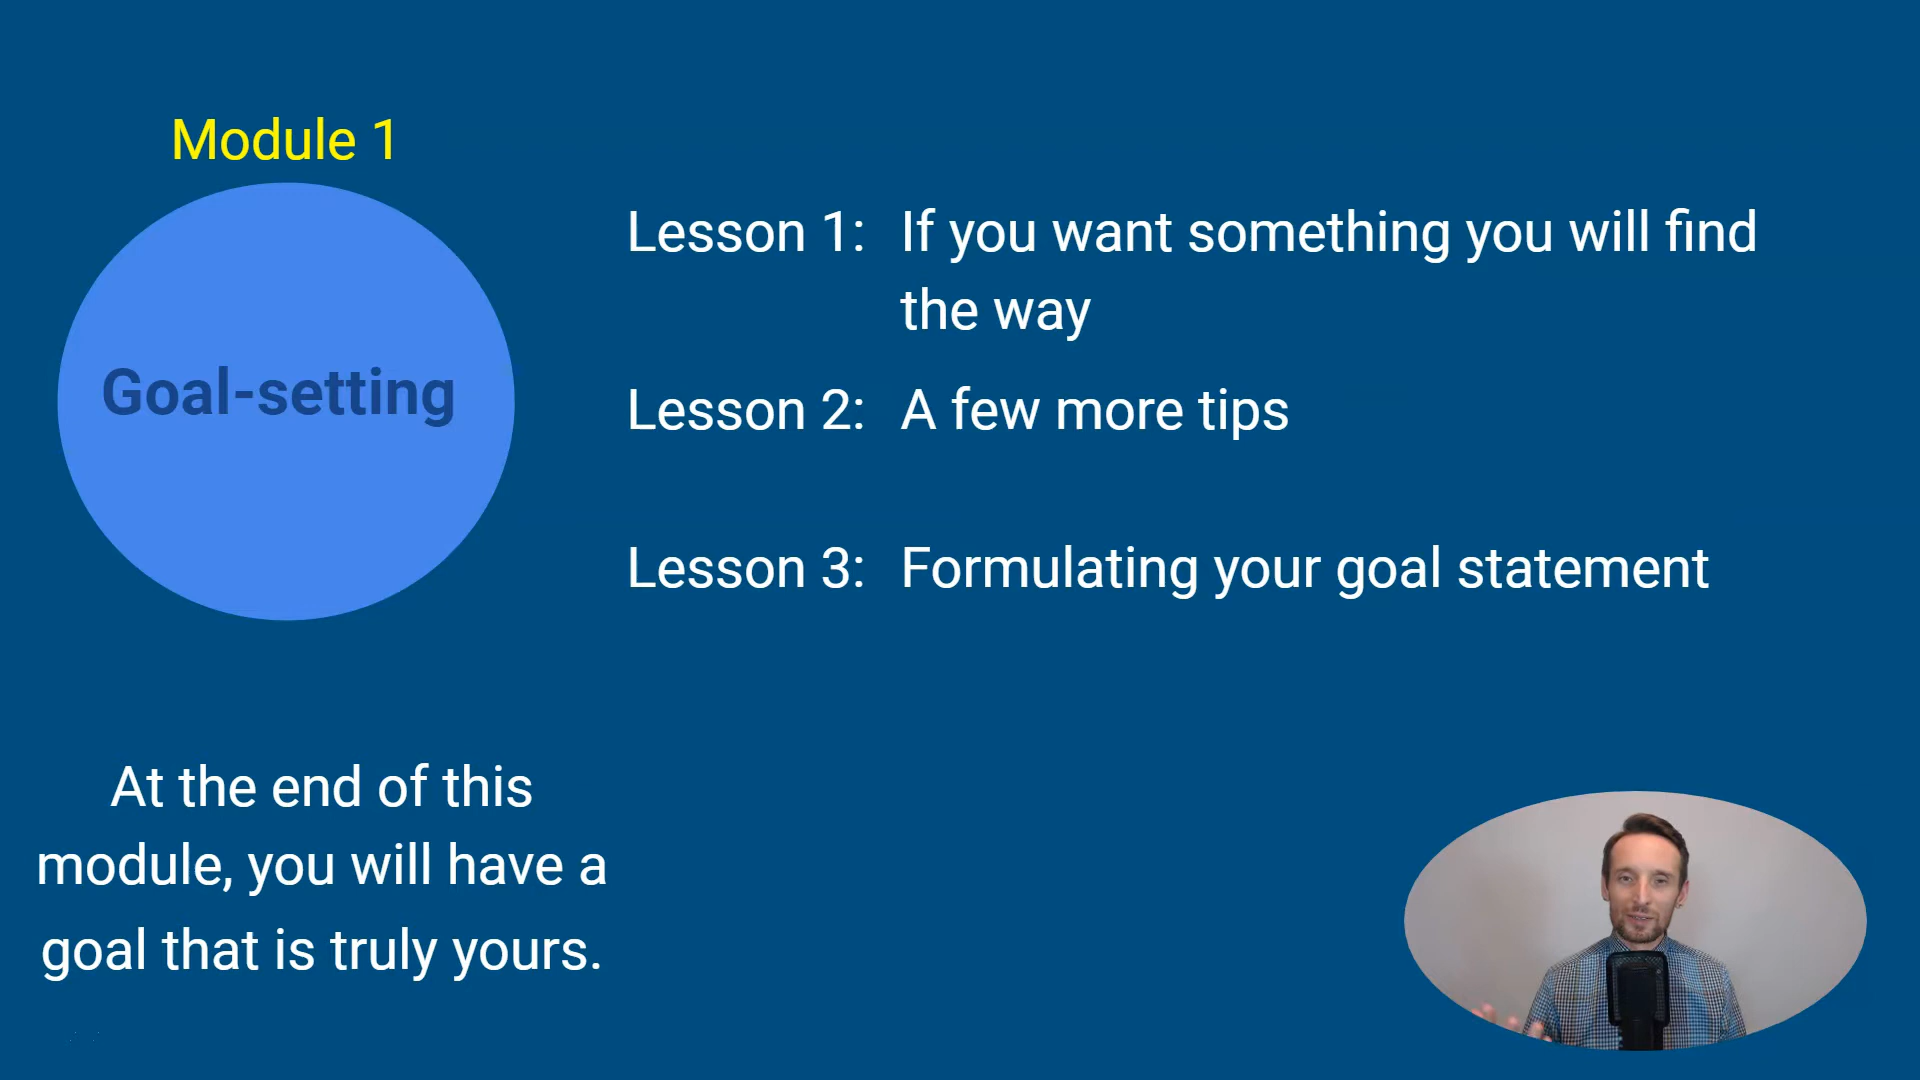 Module 1
Goal-setting
Lesson 1: If you want something you will find
the way
Lesson 2: A few more tips
Lesson 3: Formulating your goal statement
At the end of this
module, you will have a
goal that is truly yours.